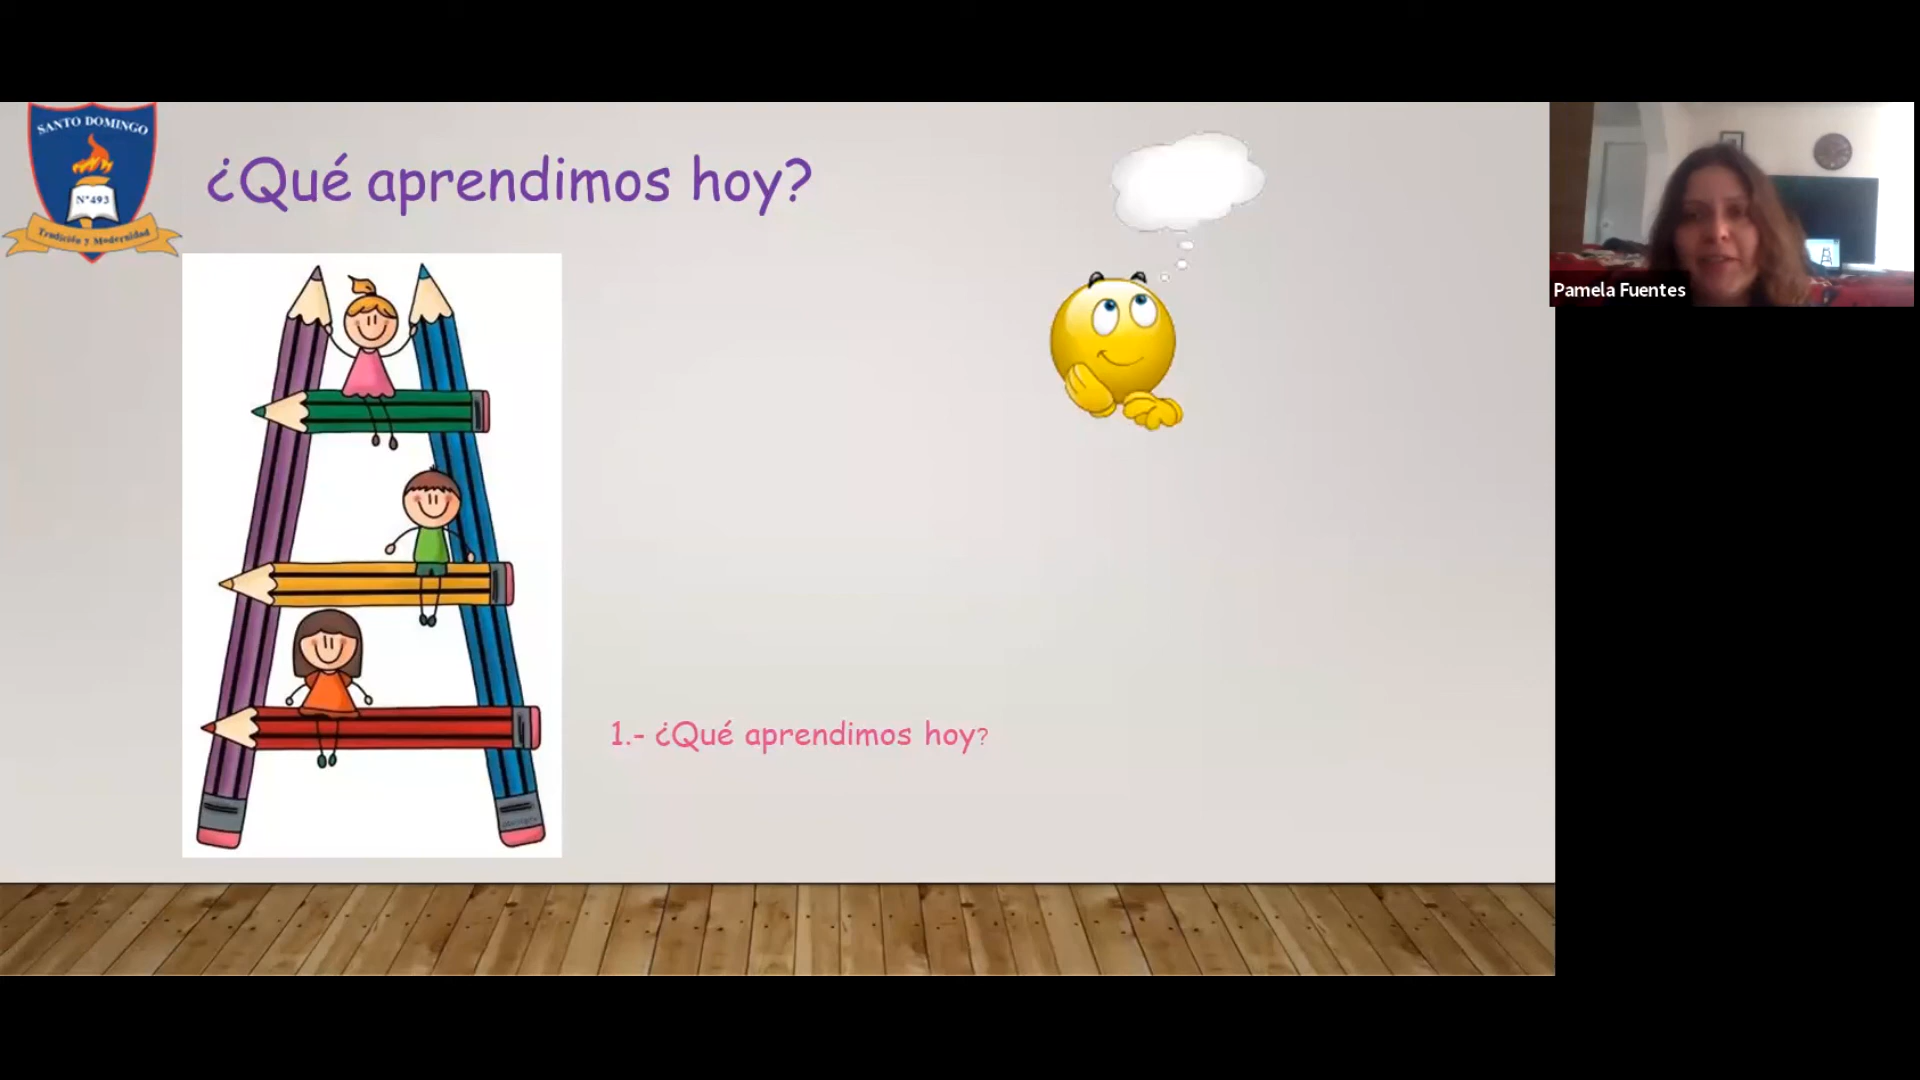 SANTO DOMINGO
N°493
Tradición y Modernidad
¿Qué aprendimos hoy?
1.- ¿Qué aprendimos hoy?
Pamela Fuentes